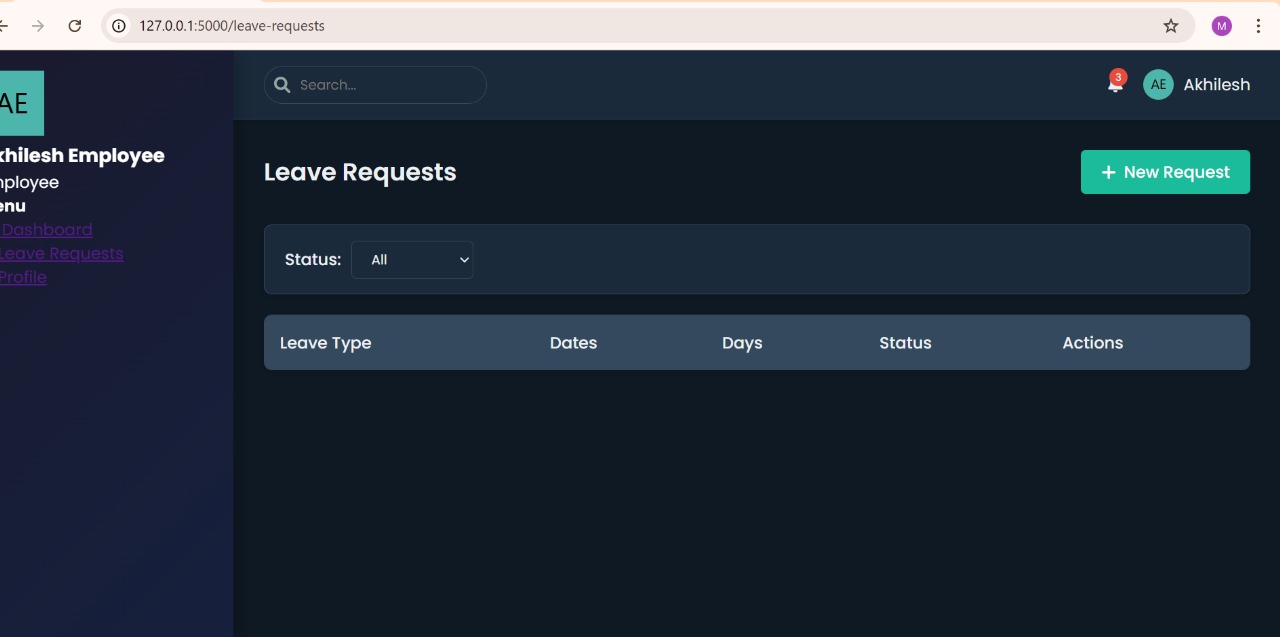 127.0.0.1:5000/leave-requests
M
AE
khilesh Employee
mployee
enu
Dashboard
Leave Requests
Profile
Search...
3
AE
Akhilesh
Leave Requests
+ New Request
Status:
All
Leave Type Dates Days Status Actions